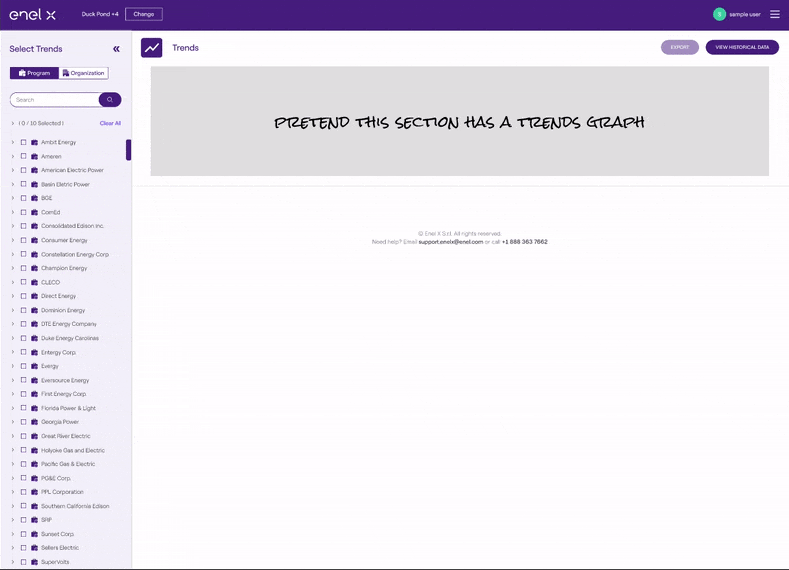 enel x
Duck Pond +4
Change
S
sample user
Select Trends
Program
Organization
Search
( 0 / 10 Selected )
Clear All
Ambit Energy
Ameren
American Electric Power
Basin Eletric Power
BGE
ComEd
Consolidated Edison Inc.
Consumer Energy
Constellation Energy Corp
Champion Energy
CLECO
Direct Energy
Dominion Energy
DTE Energy Company
Duke Energy Carolinas
Entergy Corp.
Evergy
Eversource Energy
First Energy Corp.
Florida Power & Light
Georgia Power
Great River Electric
Holyoke Gas and Electric
Pacific Gas & Electric
PG&E Corp.
PPL Corporation
Southern California Edison
SRP
Sunset Corp.
Sellers Electric
SuperVolts
Trends
EXPORT
VIEW HISTORICAL DATA
PRETEND THIS SECTION HAS A TRENDS GRAPH
© Enel X S.r.l. All rights reserved.
Need help? Email support.enelx@enel.com or call +1 888 363 7662